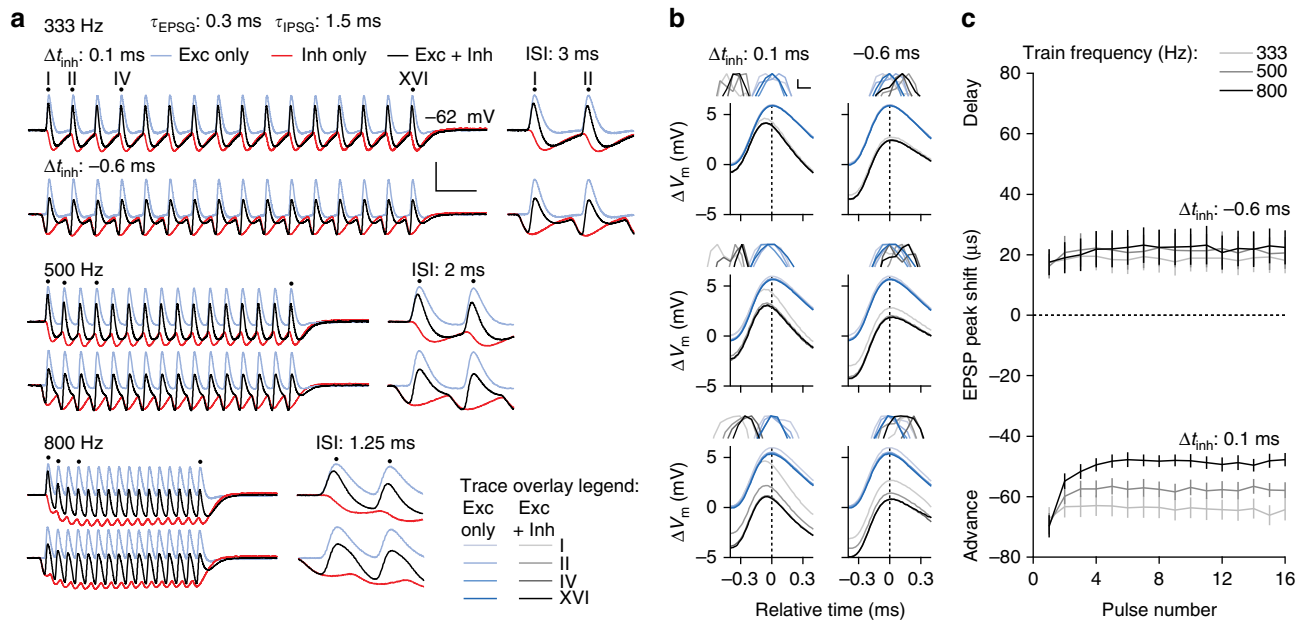 a
333 Hz
τEPSG: 0.3 ms τIPSG: 1.5 ms
Δtinh: 0.1 ms
Exc only
Inh only
Exc + Inh
ISI: 3 ms
I II IV XVI
I II
−62 mV
Δtinh: −0.6 ms
500 Hz
ISI: 2 ms
800 Hz
ISI: 1.25 ms
Trace overlay legend:
Exc only
Exc + Inh
I
II
IV
XVI
b
Δtinh: 0.1 ms
−0.6 ms
5
0
−5
ΔVm (mV)
5
0
−5
ΔVm (mV)
5
0
5
ΔVm (mV)
−0.3 0 0.3
−0.3 0 0.3
Relative time (ms)
c
Train frequency (Hz):
333
500
800
Delay
EPSP peak shift (μs)
Advance
80
60
40
20
0
−20
−40
−60
−80
Δtinh: −0.6 ms
Δtinh: 0.1 ms
0 4 8 12 16
Pulse number